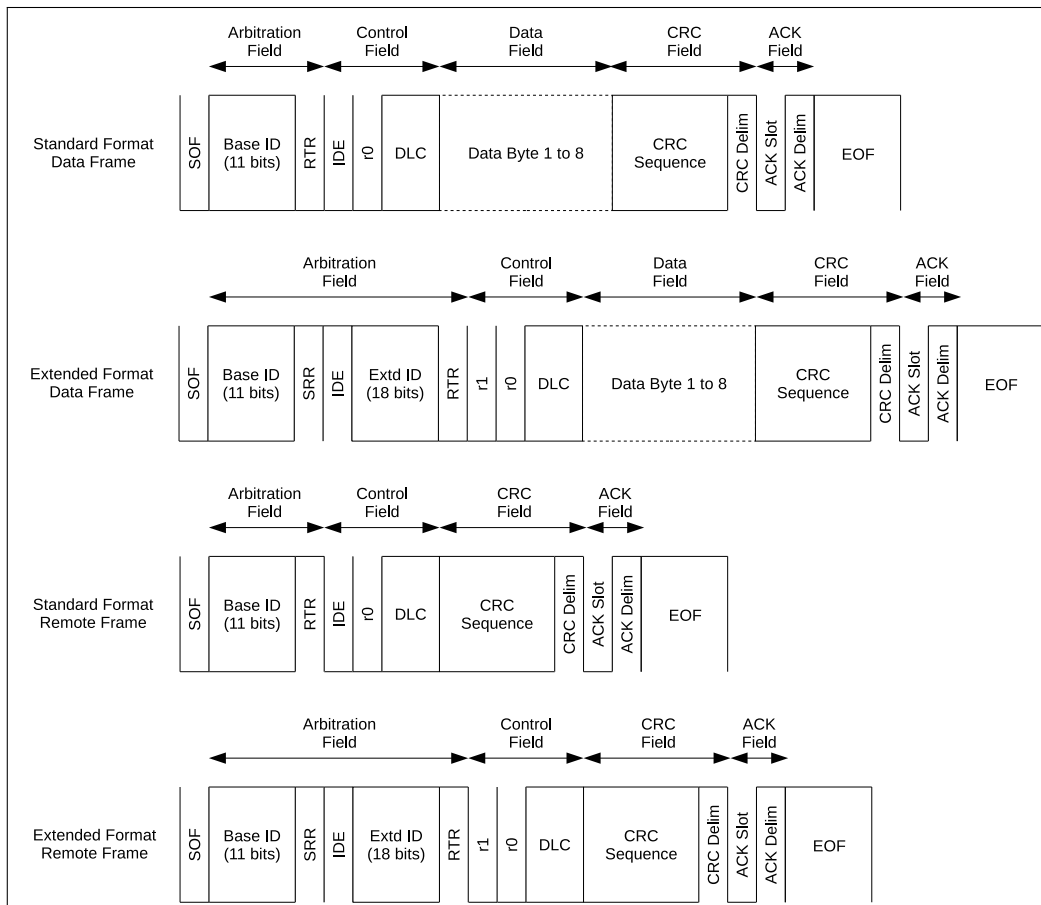 Arbitration Field
Control Field
Data Field
CRC Field
ACK Field
Standard Format Data Frame
SOF
Base ID (11 bits)
RTR
IDE
r0
DLC
Data Byte 1 to 8
CRC Sequence
CRC Delim
ACK Slot
ACK Delim
EOF
Arbitration Field
Control Field
Data Field
CRC Field
ACK Field
Extended Format Data Frame
SOF
Base ID (11 bits)
SRR
IDE
Extd ID (18 bits)
RTR
r1
r0
DLC
Data Byte 1 to 8
CRC Sequence
CRC Delim
ACK Slot
ACK Delim
EOF
Arbitration Field
Control Field
CRC Field
ACK Field
Standard Format Remote Frame
SOF
Base ID (11 bits)
RTR
IDE
r0
DLC
CRC Sequence
CRC Delim
ACK Slot
ACK Delim
EOF
Arbitration Field
Control Field
CRC Field
ACK Field
Extended Format Remote Frame
SOF
Base ID (11 bits)
SRR
IDE
Extd ID (18 bits)
RTR
r1
r0
DLC
CRC Sequence
CRC Delim
ACK Slot
ACK Delim
EOF